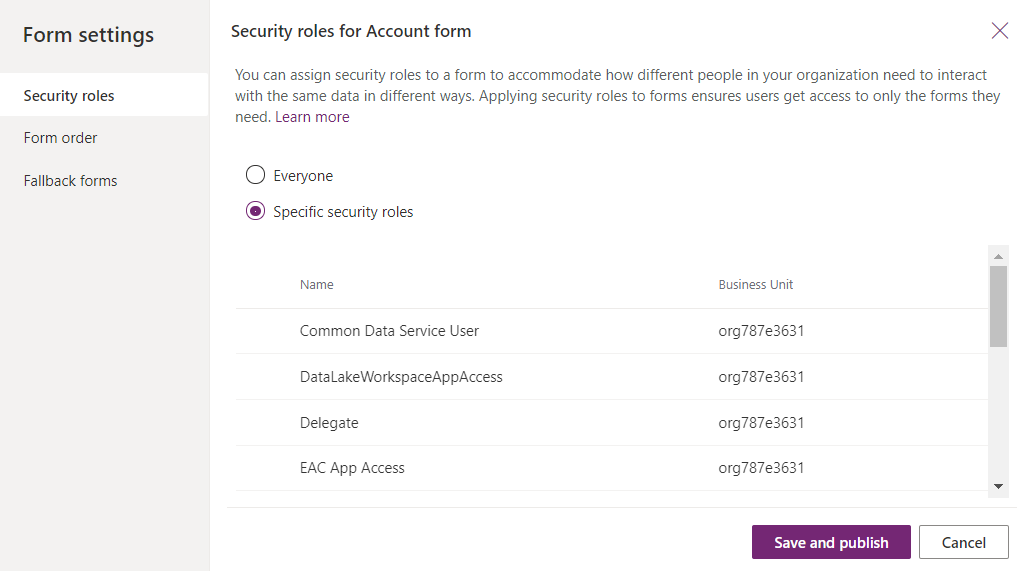 Form settings
Security roles
Form order
Fallback forms
Security roles for Account form
You can assign security roles to a form to accommodate how different people in your organization need to interact
with the same data in different ways. Applying security roles to forms ensures users get access to only the forms they
need. Learn more
Everyone
Specific security roles
Name Business Unit
Common Data Service User org787e3631
DataLakeWorkspaceAppAccess org787e3631
Delegate org787e3631
EAC App Access org787e3631
Save and publish Cancel